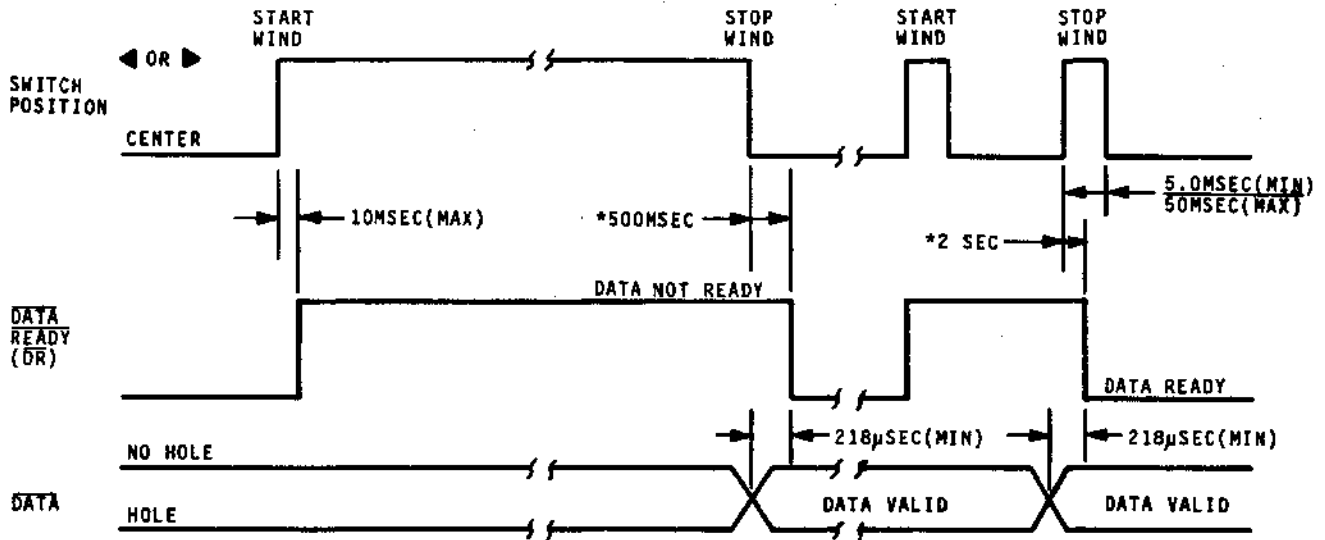 START WIND
STOP WIND
START WIND
STOP WIND
◀ OR ▶
SWITCH POSITION
CENTER
10MSEC(MAX)
*500MSEC
5.0MSEC(MIN)
50MSEC(MAX)
*2 SEC
DATA NOT READY
DATA READY (DR)
DATA READY
218µSEC(MIN)
218µSEC(MIN)
NO HOLE
DATA
HOLE
DATA VALID
DATA VALID